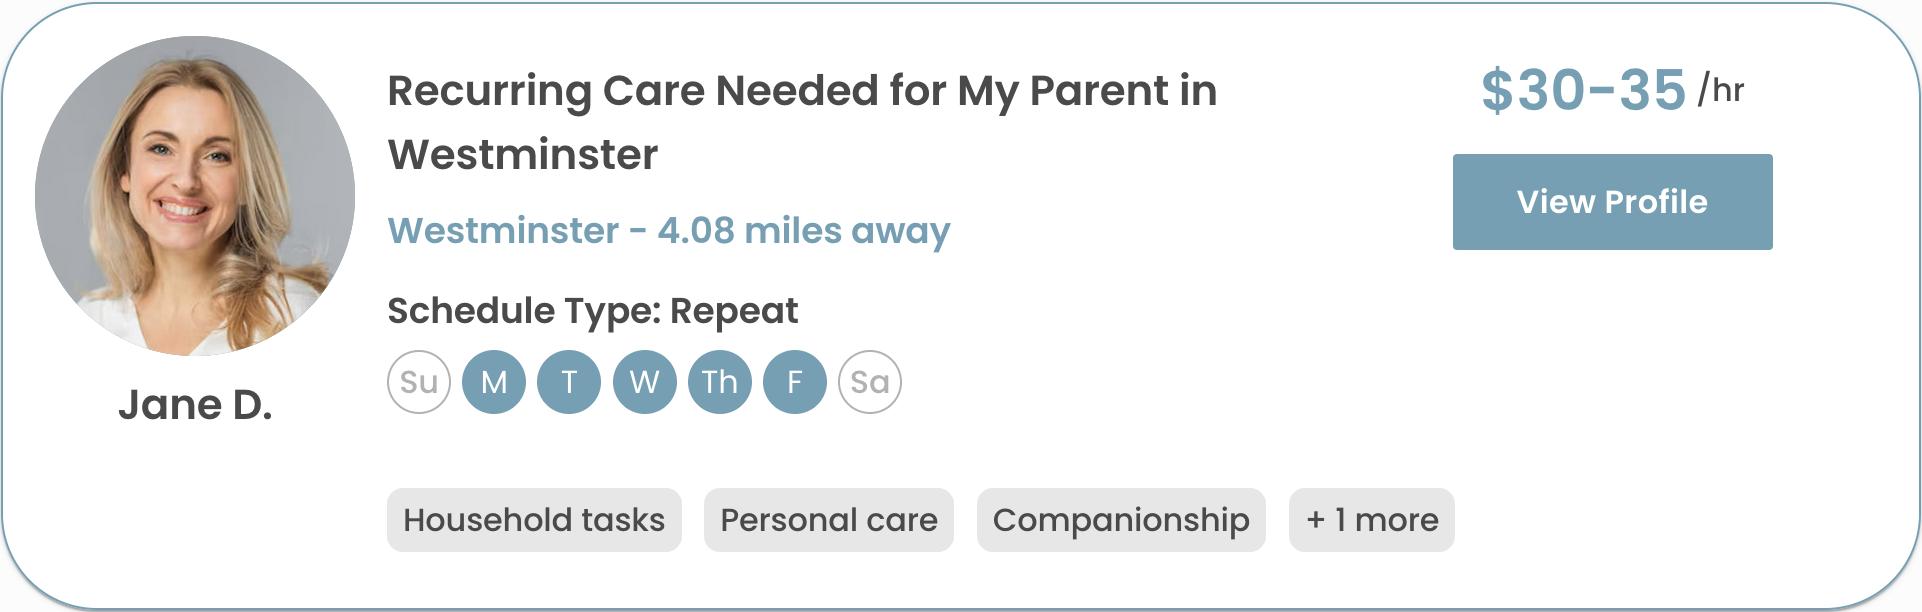 Recurring Care Needed for My Parent in
Westminster
$30-35 /hr
View Profile
Westminster - 4.08 miles away
Schedule Type: Repeat
Su M T W Th F Sa
Jane D.
Household tasks Personal care Companionship + 1 more